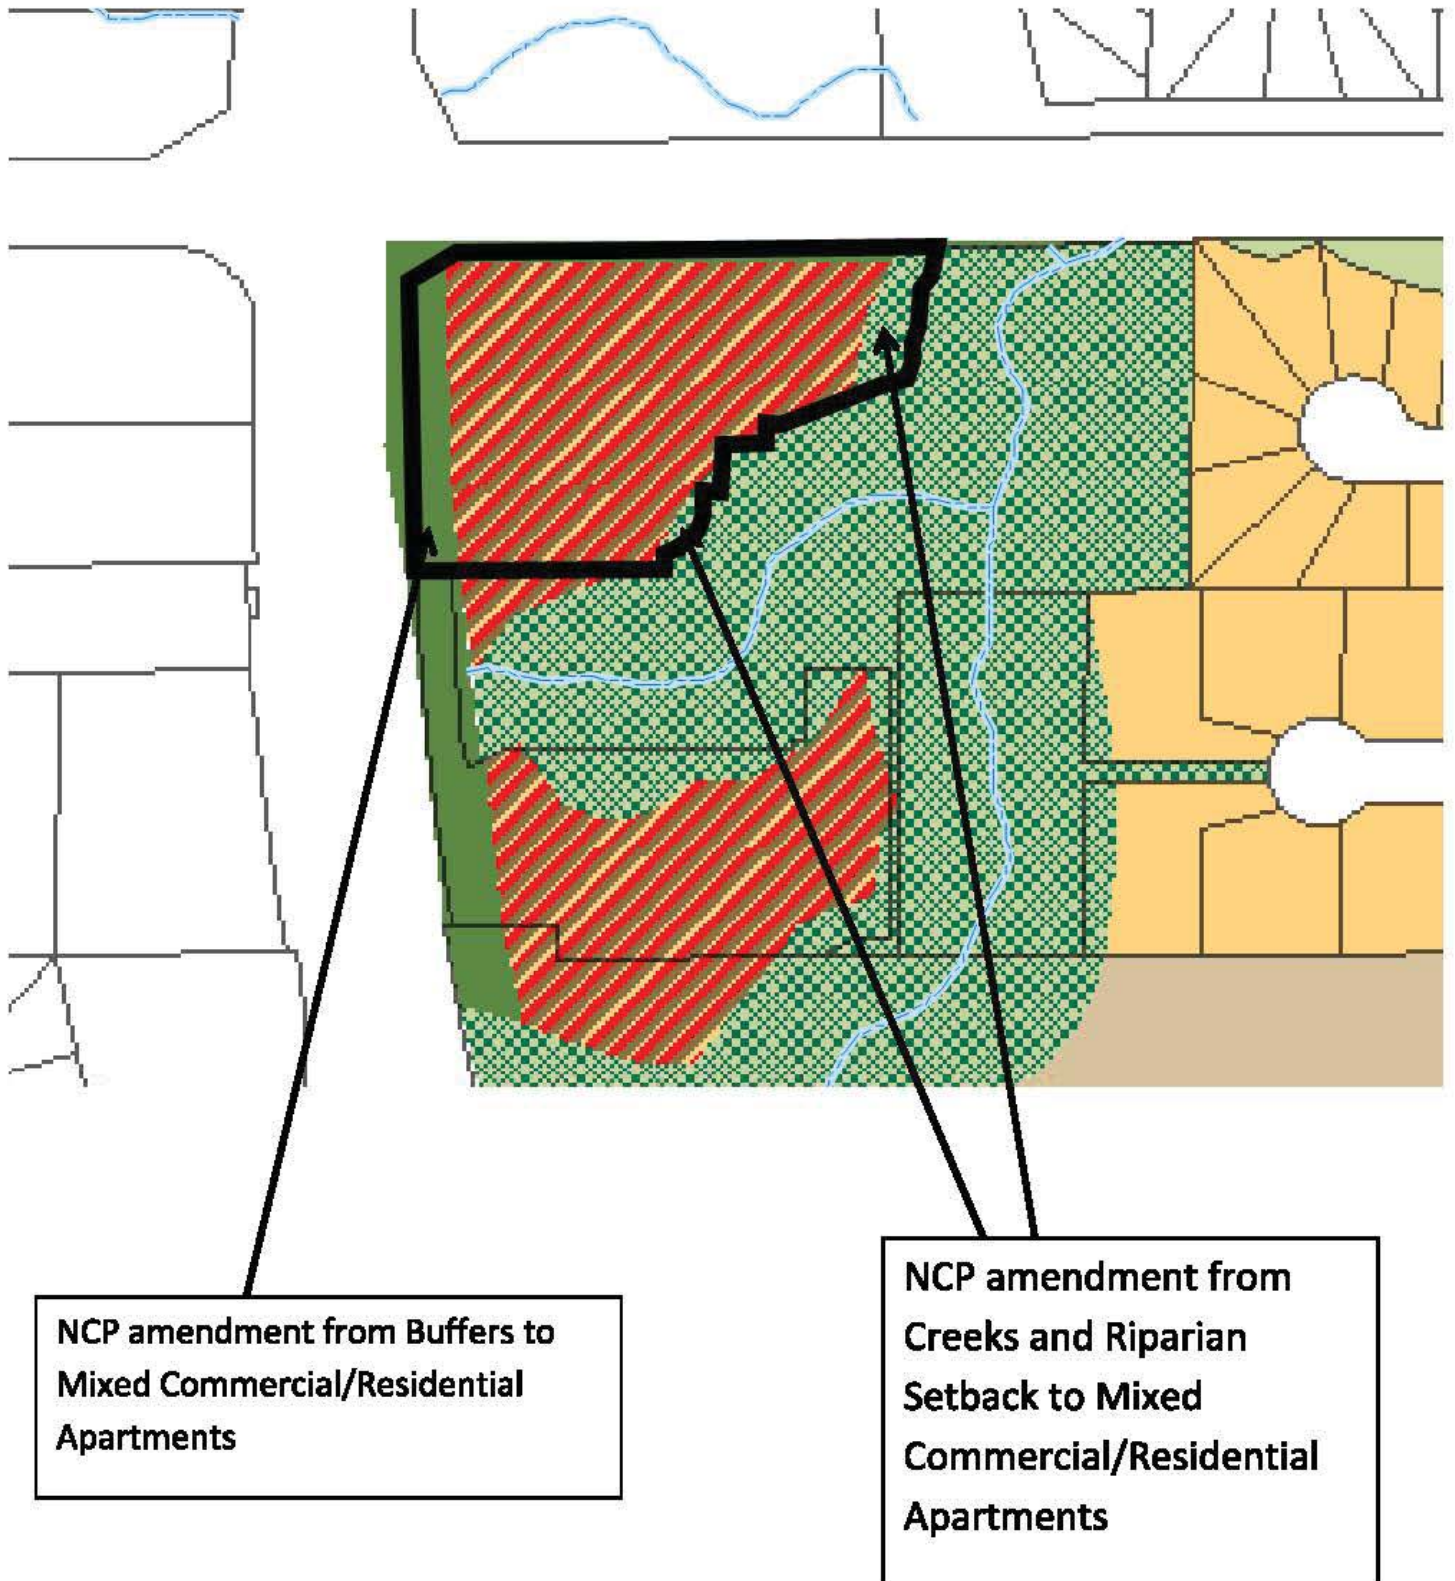 NCP amendment from Buffers to
Mixed Commercial/Residential
Apartments
NCP amendment from
Creeks and Riparian
Setback to Mixed
Commercial/Residential
Apartments